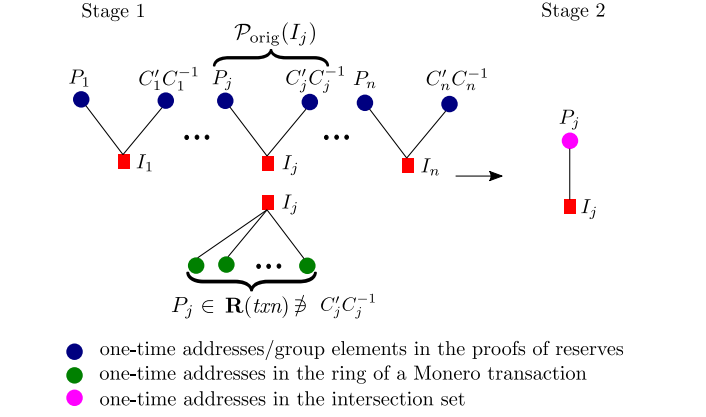 Stage 1 Stage 2
𝒫orig(Ij)
P1 C′1C1−1 Pj C′jCj−1 Pn C′nCn−1
Pj
... ...
I1 Ij In
Ij Ij
...
Pj ∈ R(txn) ∌ C′jCj−1
one-time addresses/group elements in the proofs of reserves
one-time addresses in the ring of a Monero transaction
one-time addresses in the intersection set